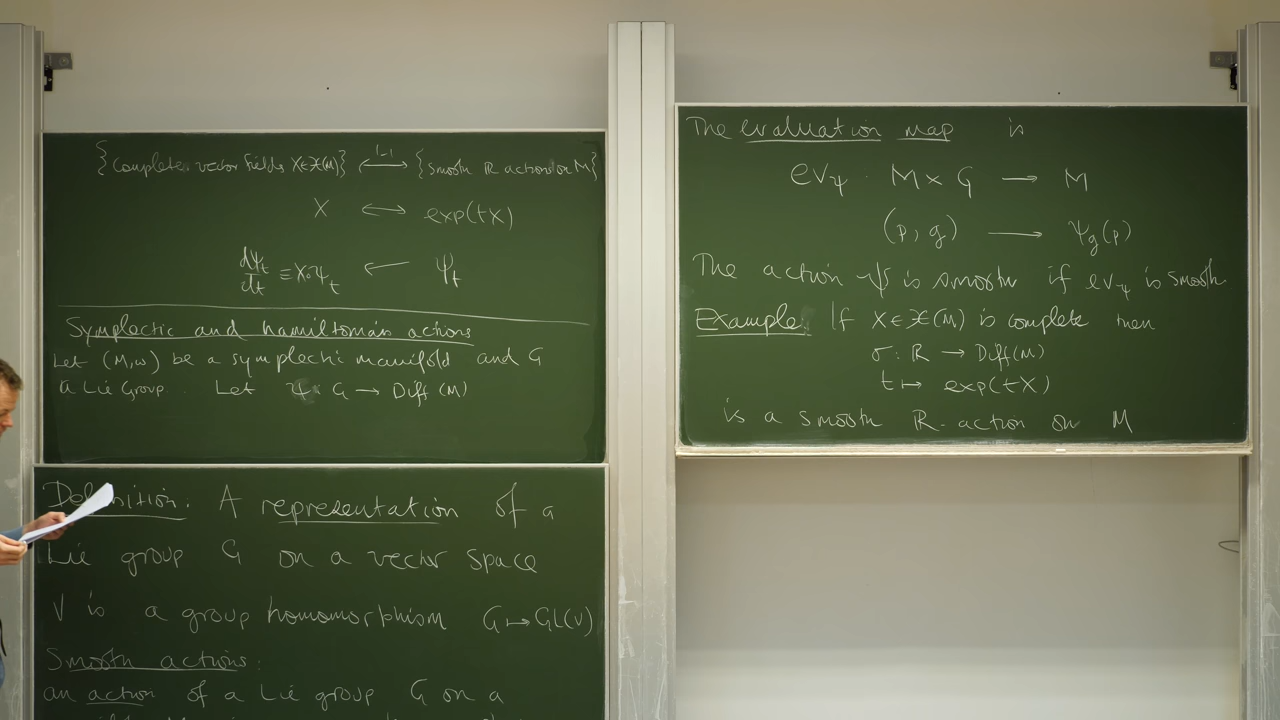 {Complete vector fields X∈𝔛(M)} ⟷ {Smooth ℝ actions on M}
1-1
X ⟷ exp(tX)
dψ_t/dt = X∘ψ_t ⟵ ψ_t
Symplectic and hamiltonian actions
Let (M,ω) be a symplectic manifold and G
a Lie Group. Let ψ: G → Diff(M)
Definition: A representation of a
Lie group G on a vector space
V is a group homomorphism G ↦ GL(V)
Smooth actions:
an action of a Lie group G on a
The evaluation map is
ev_ψ : M × G → M
(p, g) → ψ_g(p)
The action ψ is smooth if ev_ψ is smooth.
Example: If X∈𝔛(M) is complete then
σ: ℝ → Diff(M)
t ↦ exp(tX)
is a smooth ℝ-action on M